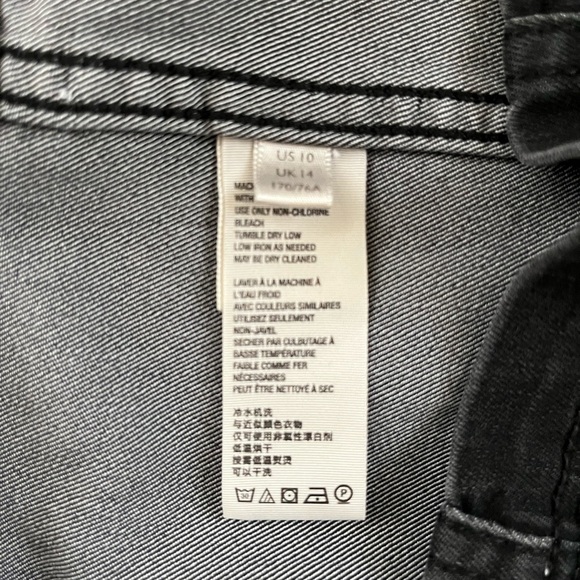 US 10
UK 14
170/76A
MAC
WITH
USE ONLY NON-CHLORINE
BLEACH
TUMBLE DRY LOW
LOW IRON AS NEEDED
MAY BE DRY CLEANED
LAVER À LA MACHINE À
L'EAU FROID
AVEC COULEURS SIMILAIRES
UTILISEZ SEULEMENT
NON-JAVEL
SECHER PAR CULBUTAGE À
BASSE TEMPÉRATURE
FAIBLE COMME FER
NÉCESSAIRES
PEUT ÊTRE NETTOYÉ À SEC
冷水机洗
与近似顏色衣物
仅可使用非氯性漂白剂
低温烘干
按需低温熨烫
可以干洗
30
P